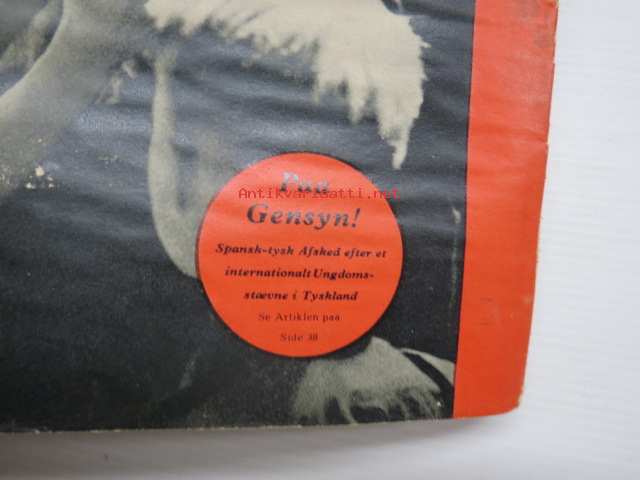 Paa
Antikvariaatti.net
Gensyn!
Spansk-tysk Afsked efter et
internationalt Ungdoms-
stævne i Tyskland
Se Artiklen paa
Side 38